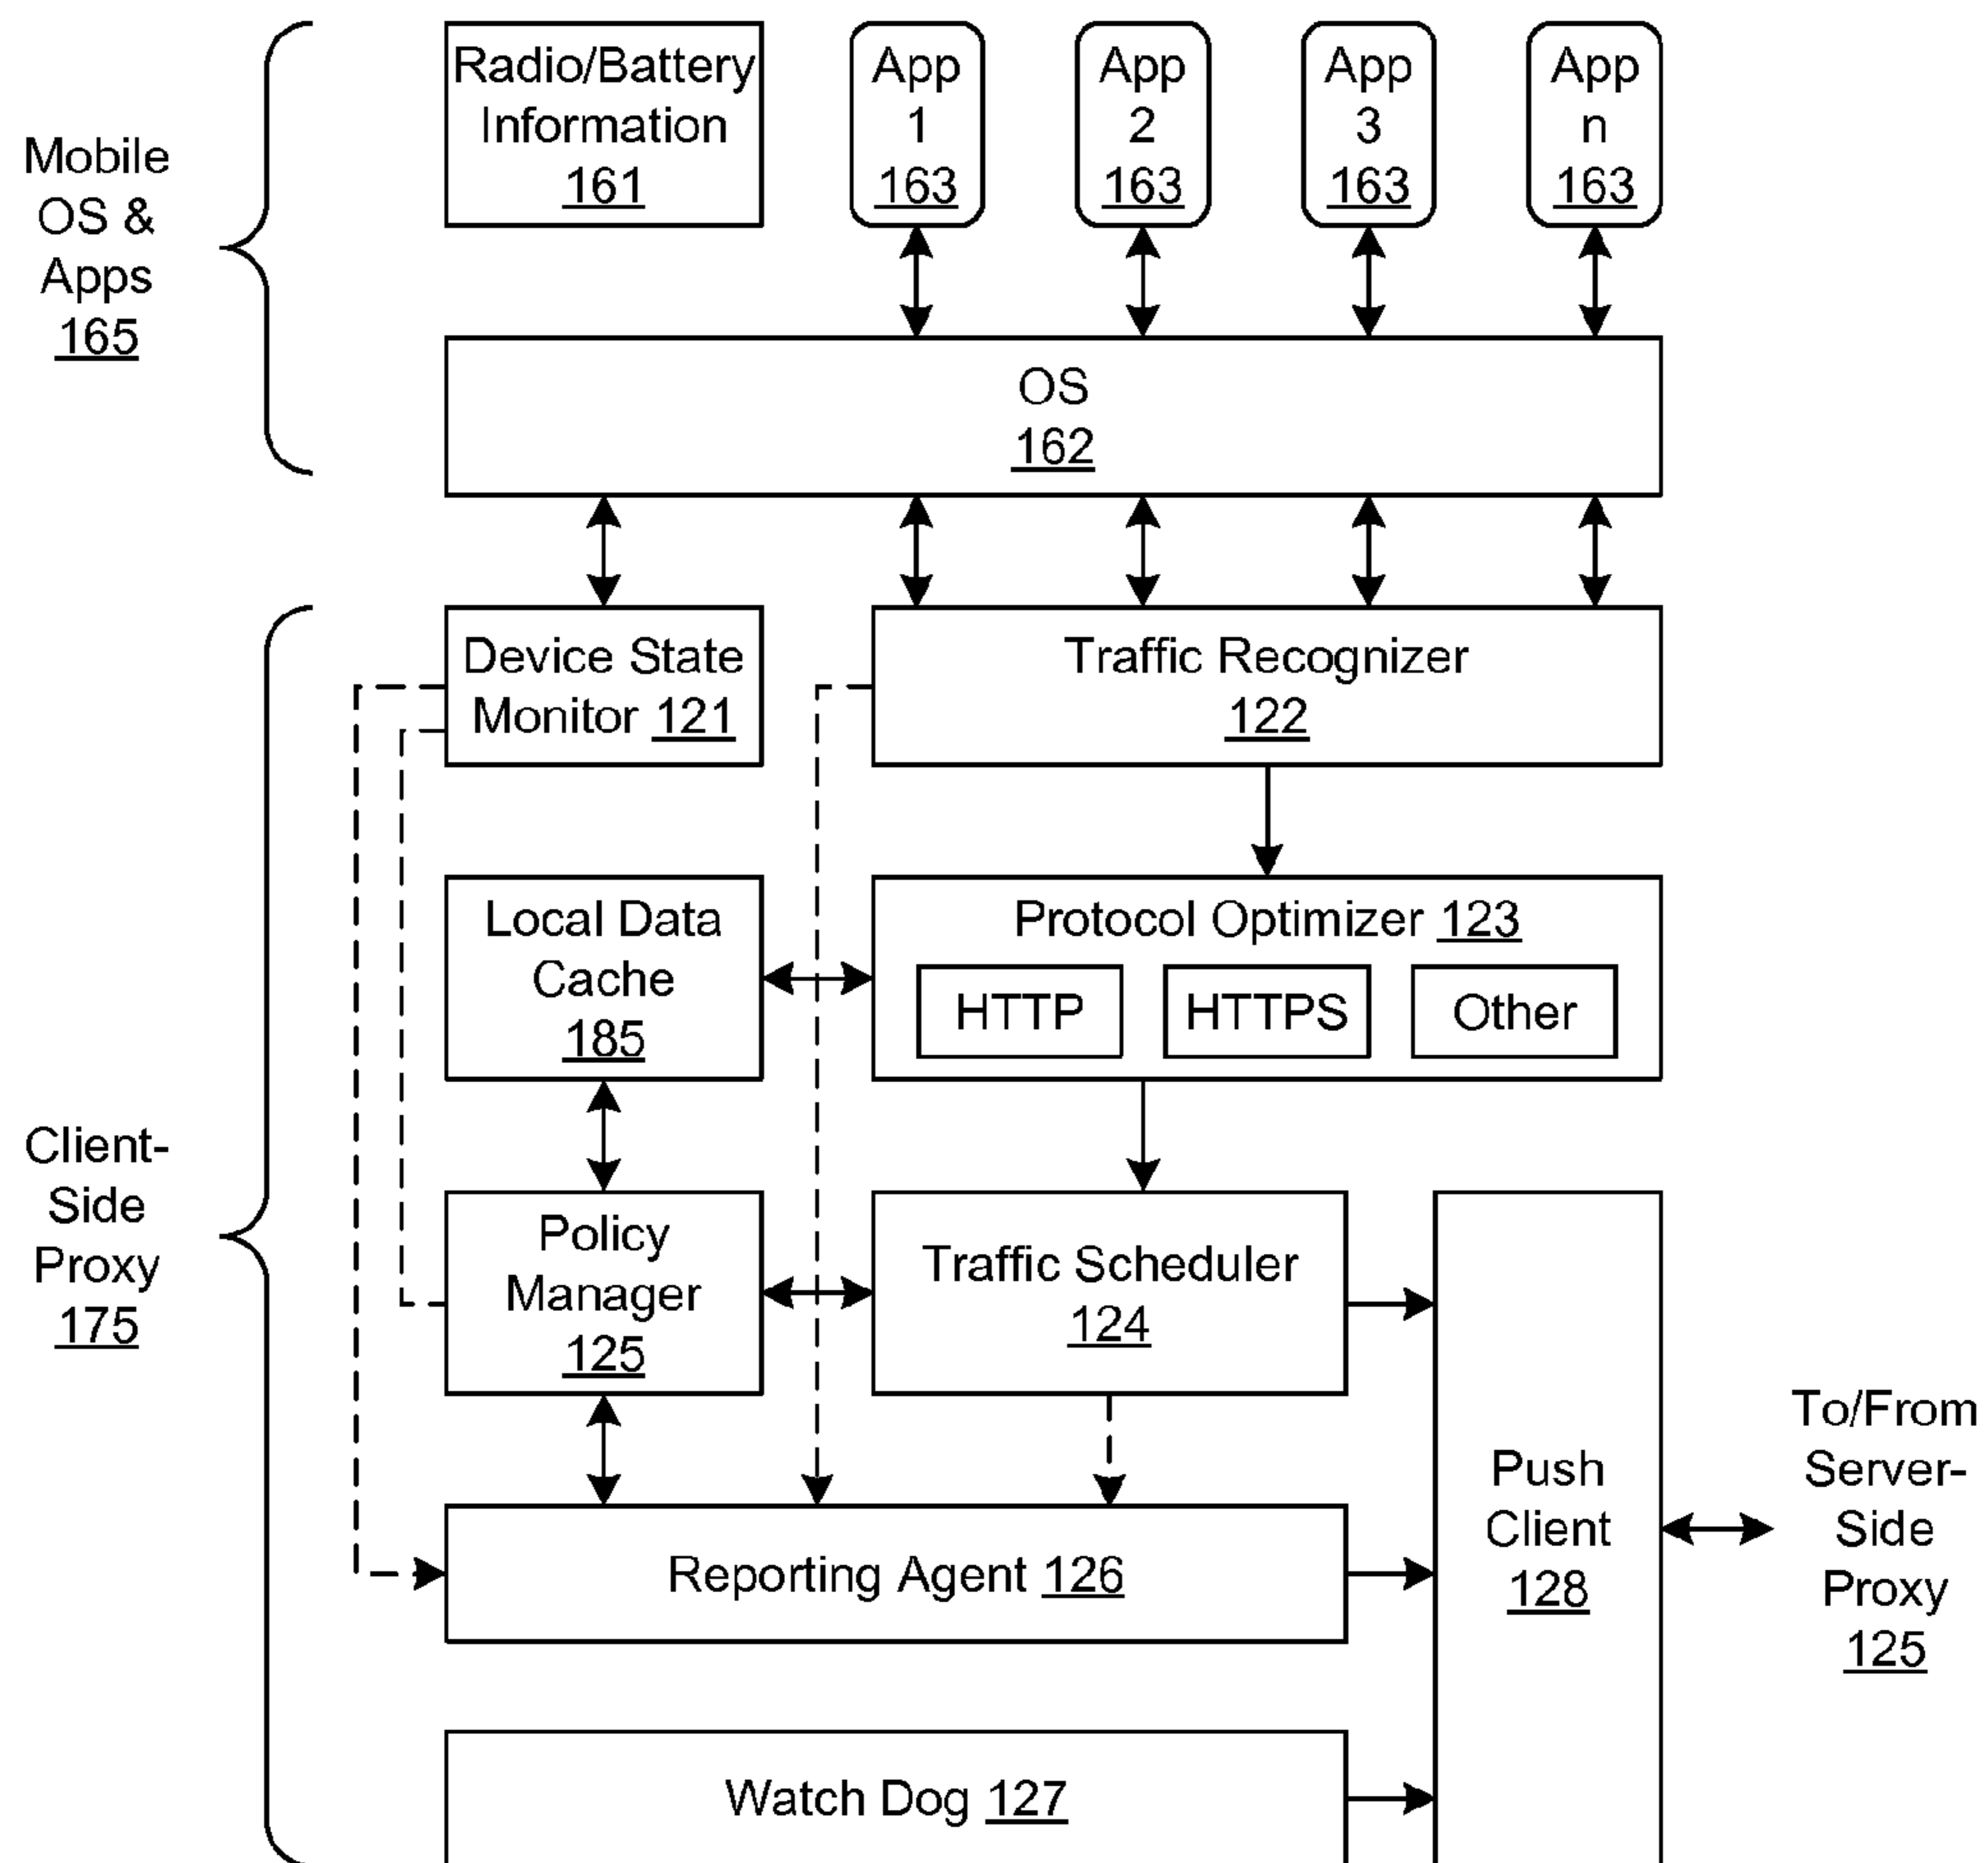 Mobile
OS &
Apps
165
Radio/Battery
Information
161
App
1
163
App
2
163
App
3
163
App
n
163
OS
162
Client-
Side
Proxy
175
Device State
Monitor 121
Traffic Recognizer
122
Local Data
Cache
185
Protocol Optimizer 123
HTTP
HTTPS
Other
Policy
Manager
125
Traffic Scheduler
124
Reporting Agent 126
Watch Dog 127
Push
Client
128
To/From
Server-
Side
Proxy
125